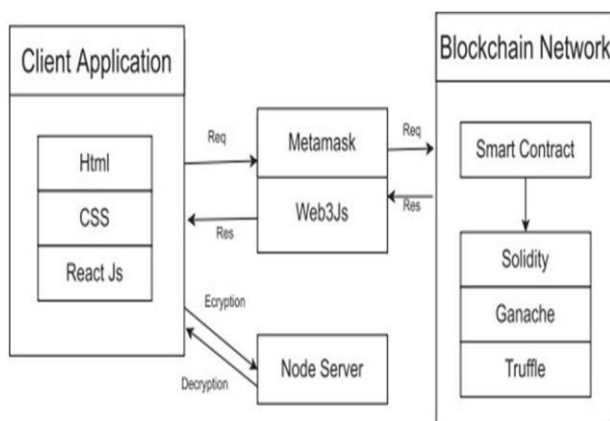 Client Application
Html
CSS
React Js
Req
Res
Metamask
Web3Js
Req
Res
Ecryption
Decryption
Node Server
Blockchain Network
Smart Contract
Solidity
Ganache
Truffle